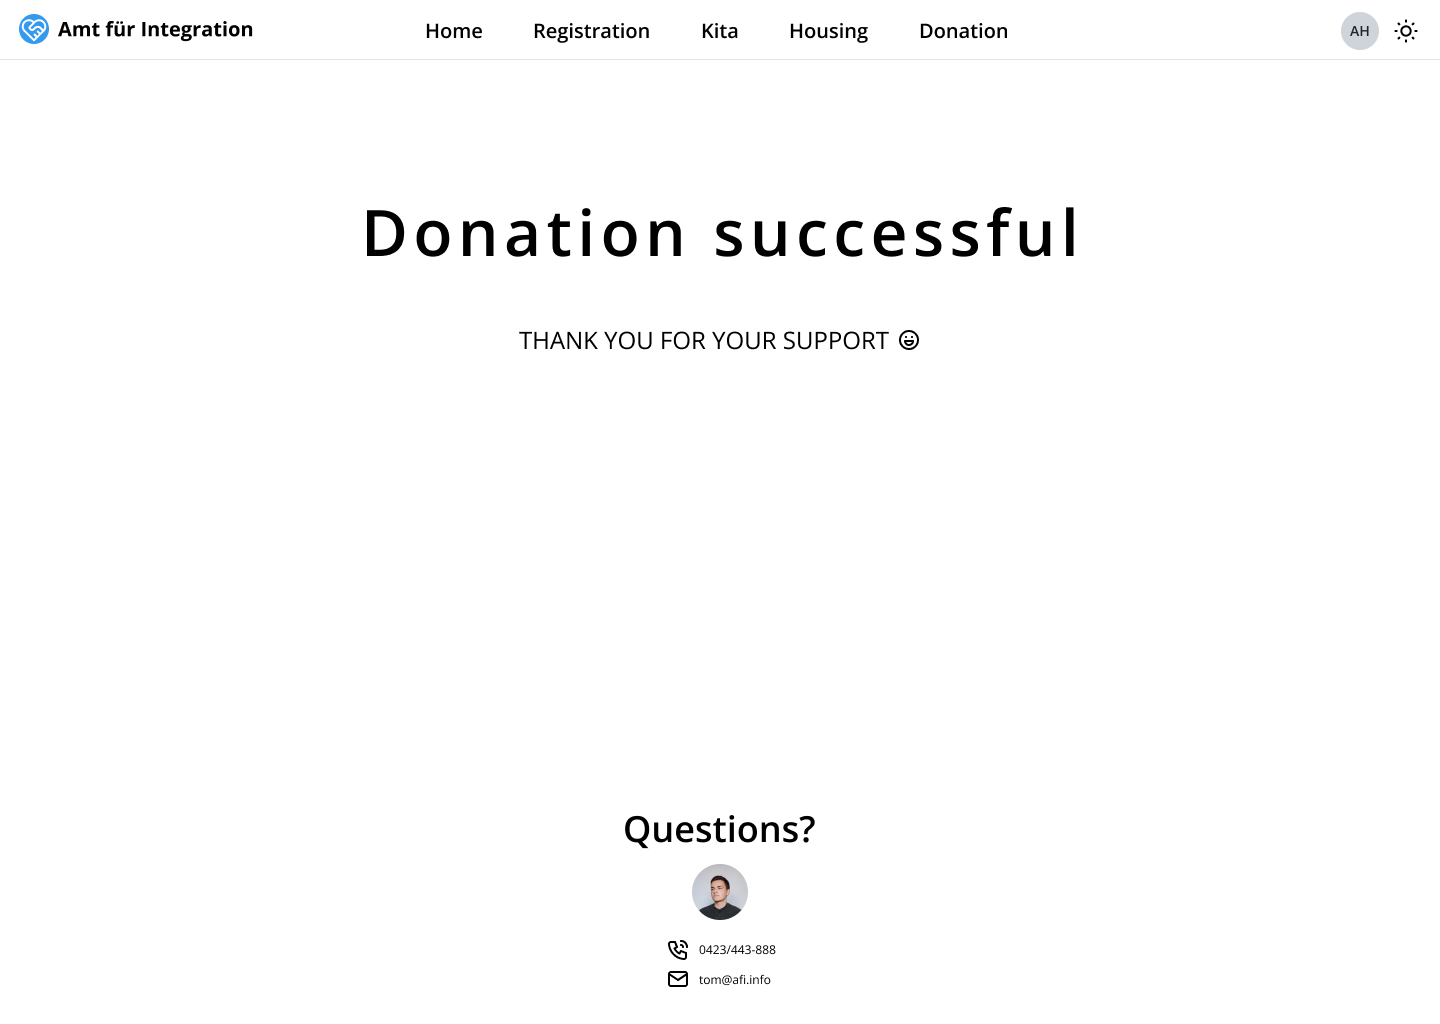 Amt für Integration
Home Registration Kita Housing Donation
AH
Donation successful
THANK YOU FOR YOUR SUPPORT
Questions?
0423/443-888
tom@afi.info